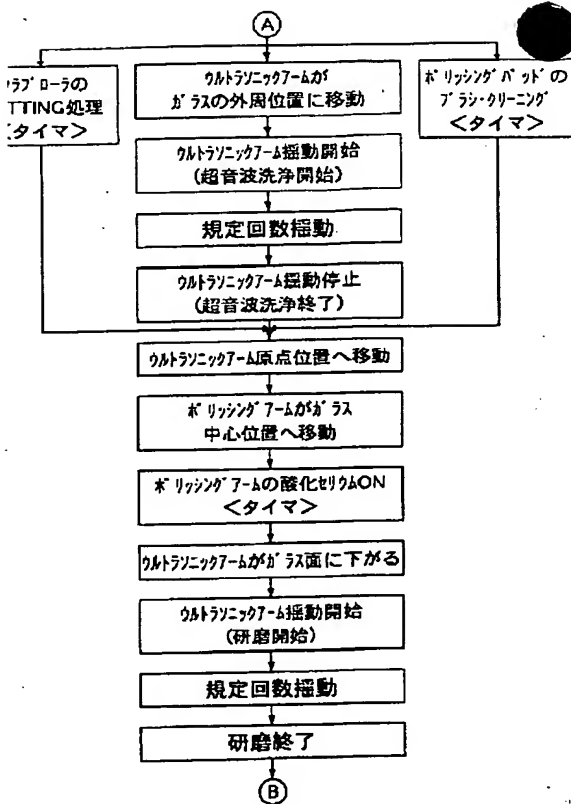 Ⓐ
ﾗﾌﾞﾛｰﾗの
TTING処理
<タイマ>
ｳﾙﾄﾗｿﾆｯｸｱｰﾑが
ｶﾞﾗｽの外周位置に移動
ﾎﾟﾘｯｼﾝｸﾞﾊﾟｯﾄﾞの
ﾌﾞﾗｼ･ｸﾘｰﾆﾝｸﾞ
<タイマ>
ｳﾙﾄﾗｿﾆｯｸｱｰﾑ揺動開始
(超音波洗浄開始)
規定回数揺動
ｳﾙﾄﾗｿﾆｯｸｱｰﾑ揺動停止
(超音波洗浄終了)
ｳﾙﾄﾗｿﾆｯｸｱｰﾑ原点位置へ移動
ﾎﾟﾘｯｼﾝｸﾞｱｰﾑがｶﾞﾗｽ
中心位置へ移動
ﾎﾟﾘｯｼﾝｸﾞｱｰﾑの酸化ｾﾘｳﾑON
<タイマ>
ｳﾙﾄﾗｿﾆｯｸｱｰﾑがｶﾞﾗｽ面に下がる
ｳﾙﾄﾗｿﾆｯｸｱｰﾑ揺動開始
(研磨開始)
規定回数揺動
研磨終了
Ⓑ